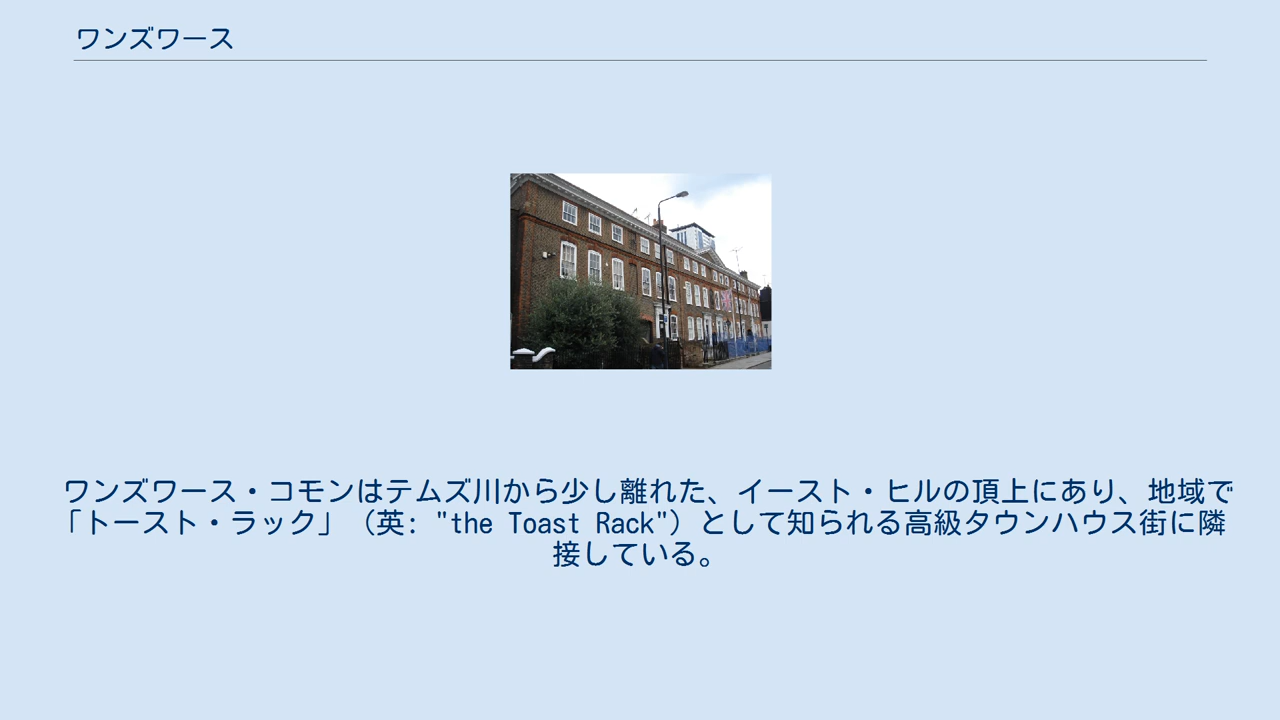 ワンズワース
ワンズワース・コモンはテムズ川から少し離れた、イースト・ヒルの頂上にあり、地域で
「トースト・ラック」（英: "the Toast Rack"）として知られる高級タウンハウス街に隣
接している。